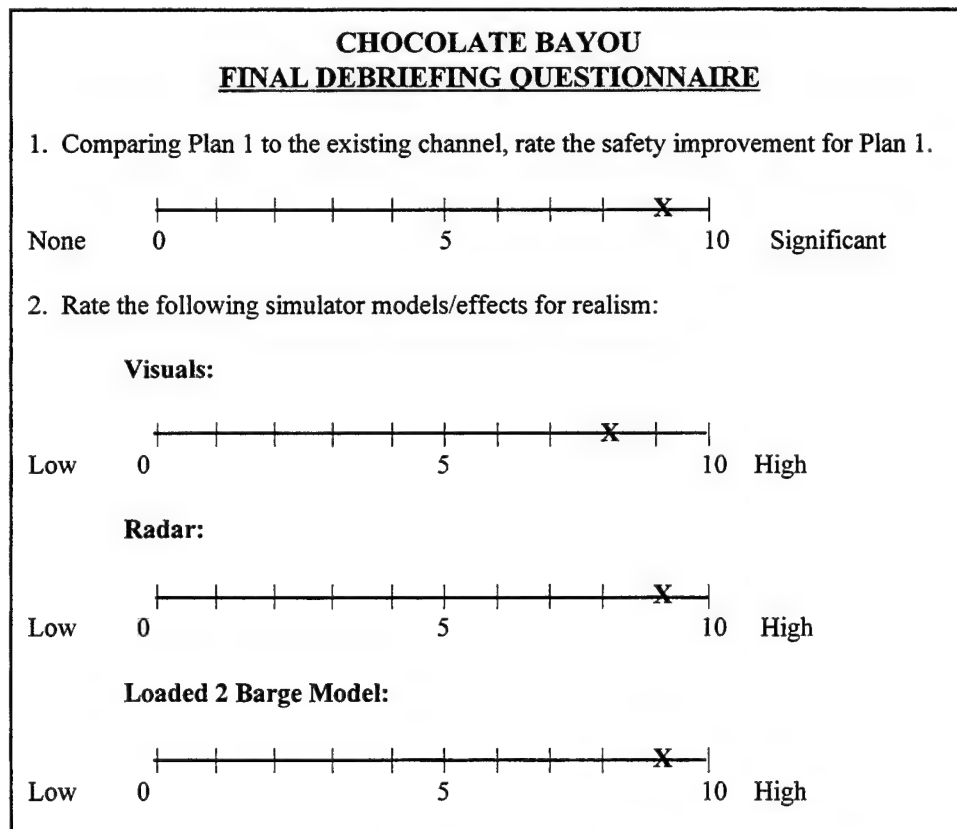 CHOCOLATE BAYOU
FINAL DEBRIEFING QUESTIONNAIRE
1. Comparing Plan 1 to the existing channel, rate the safety improvement for Plan 1.
X
None 0 5 10 Significant
2. Rate the following simulator models/effects for realism:
Visuals:
X
Low 0 5 10 High
Radar:
X
Low 0 5 10 High
Loaded 2 Barge Model:
X
Low 0 5 10 High